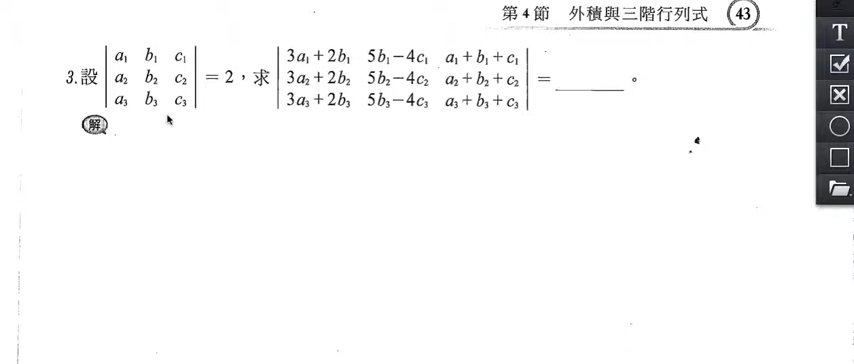 第4節 外積與三階行列式 43
a₁ b₁ c₁ 3a₁+2b₁ 5b₁−4c₁ a₁+b₁+c₁
3.設 a₂ b₂ c₂ =2，求 3a₂+2b₂ 5b₂−4c₂ a₂+b₂+c₂ =______。
a₃ b₃ c₃ 3a₃+2b₃ 5b₃−4c₃ a₃+b₃+c₃
解
T